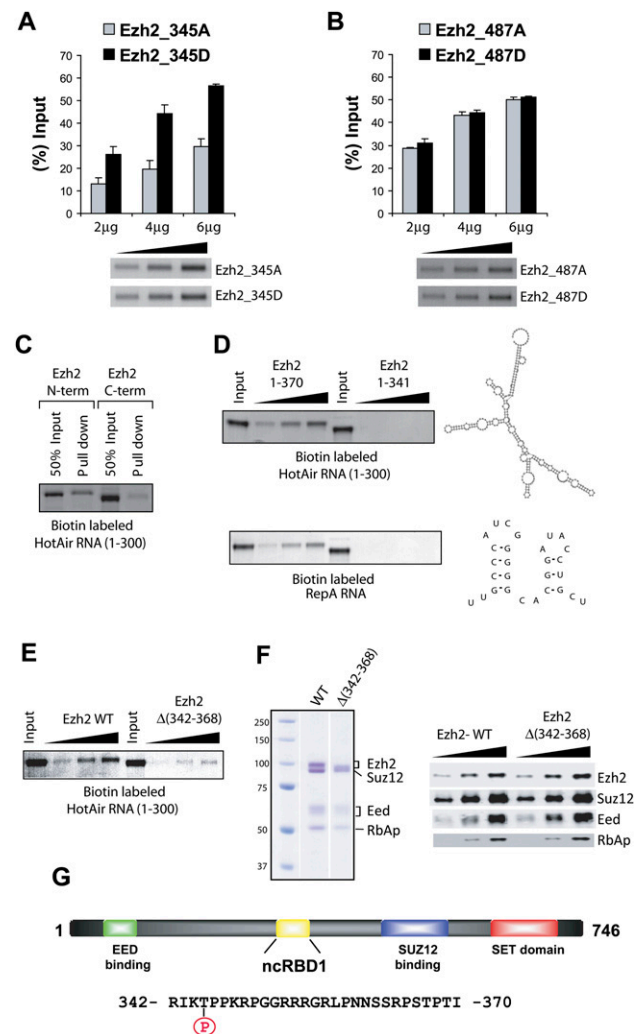 A
Ezh2_345A
Ezh2_345D
(%) Input
60
50
40
30
20
10
0
2µg 4µg 6µg
Ezh2_345A
Ezh2_345D
B
Ezh2_487A
Ezh2_487D
(%) Input
60
50
40
30
20
10
0
2µg 4µg 6µg
Ezh2_487A
Ezh2_487D
C
Ezh2 N-term
Ezh2 C-term
50% Input
Pull down
50% Input
Pull down
Biotin labeled
HotAir RNA (1-300)
D
Input
Ezh2
1-370
Input
Ezh2
1-341
Biotin labeled
HotAir RNA (1-300)
Biotin labeled
RepA RNA
U C
A G
C-G
C-G
C-G
C-G
U U G C A C G C U
U A
A C
G-C
G-U
E
Input
Ezh2 WT
Input
Ezh2
Δ(342-368)
Biotin labeled
HotAir RNA (1-300)
F
WT
Δ(342-368)
250
150
100
75
50
37
Ezh2
Suz12
Eed
RbAp
Ezh2- WT
Ezh2
Δ(342-368)
Ezh2
Suz12
Eed
RbAp
G
1
746
EED
binding
ncRBD1
SUZ12
binding
SET domain
342- RIKTPPKRPGGRRRGRLPNNSSRPSTPTI -370
P